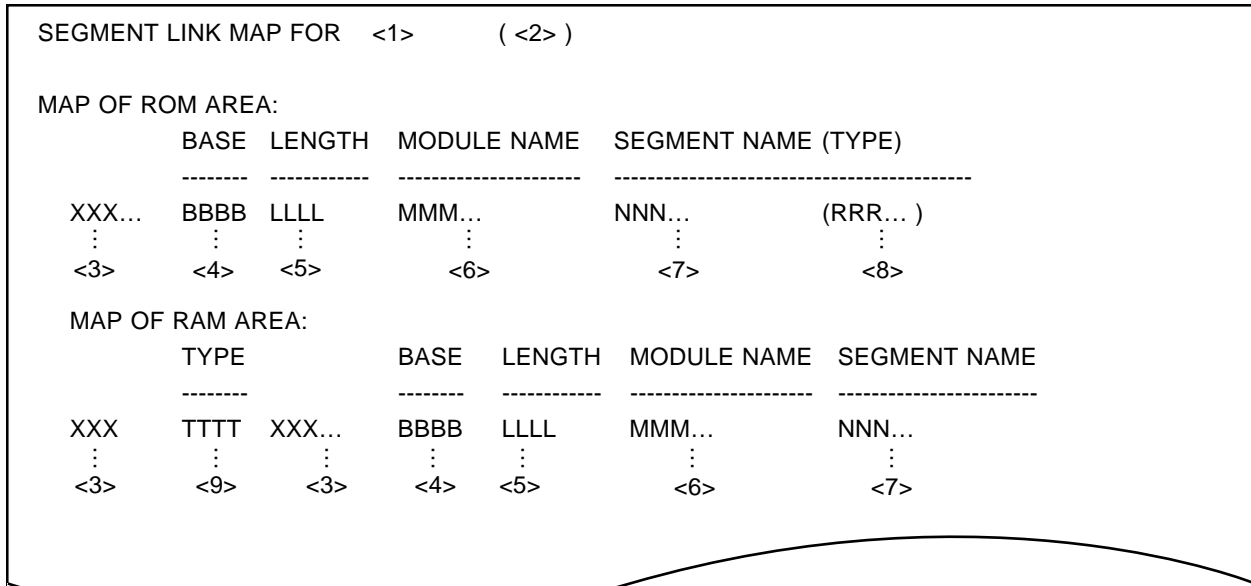 SEGMENT LINK MAP FOR <1> ( <2> )
MAP OF ROM AREA:
BASE LENGTH MODULE NAME SEGMENT NAME (TYPE)
-------- ------------ ---------------------- -------------------------------------------
XXX… BBBB LLLL MMM… NNN… (RRR… )
<3> <4> <5> <6> <7> <8>
MAP OF RAM AREA:
TYPE BASE LENGTH MODULE NAME SEGMENT NAME
-------- -------- ------------ ---------------------- ------------------------
XXX TTTT XXX… BBBB LLLL MMM… NNN…
<3> <9> <3> <4> <5> <6> <7>